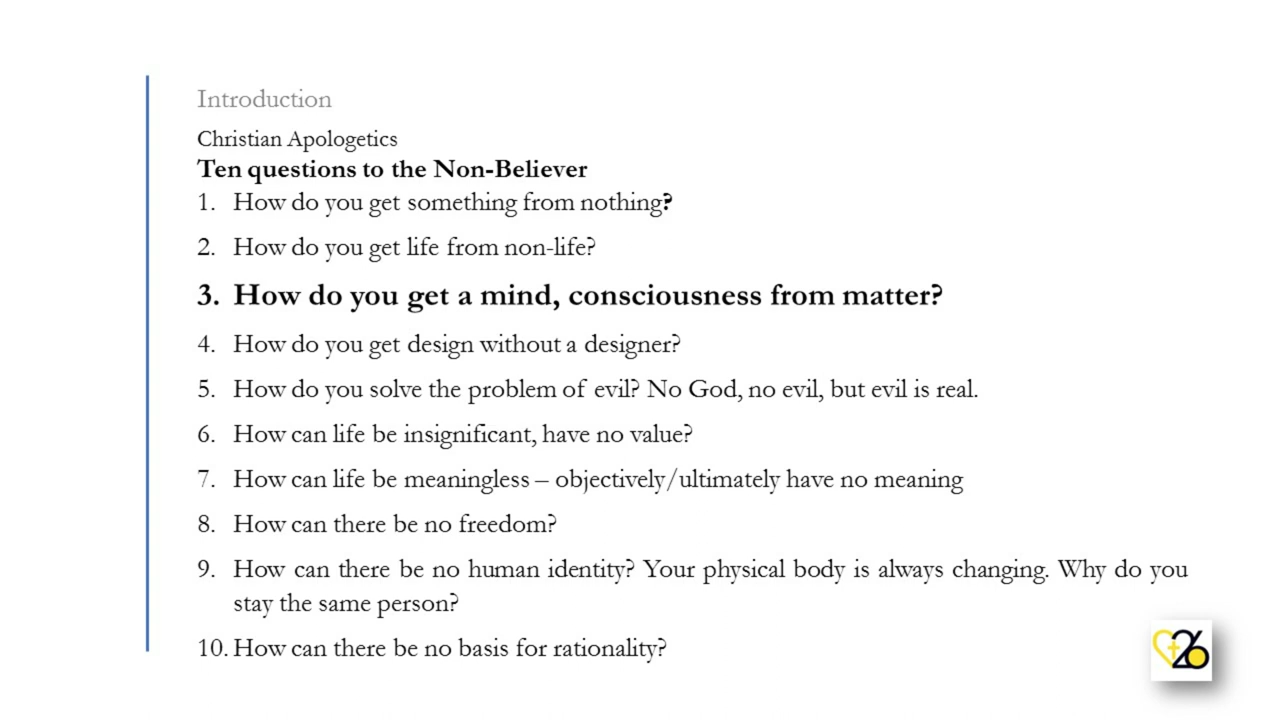 Introduction
Christian Apologetics
Ten questions to the Non-Believer
1. How do you get something from nothing?
2. How do you get life from non-life?
3. How do you get a mind, consciousness from matter?
4. How do you get design without a designer?
5. How do you solve the problem of evil? No God, no evil, but evil is real.
6. How can life be insignificant, have no value?
7. How can life be meaningless – objectively/ultimately have no meaning
8. How can there be no freedom?
9. How can there be no human identity? Your physical body is always changing. Why do you
stay the same person?
10. How can there be no basis for rationality?
26